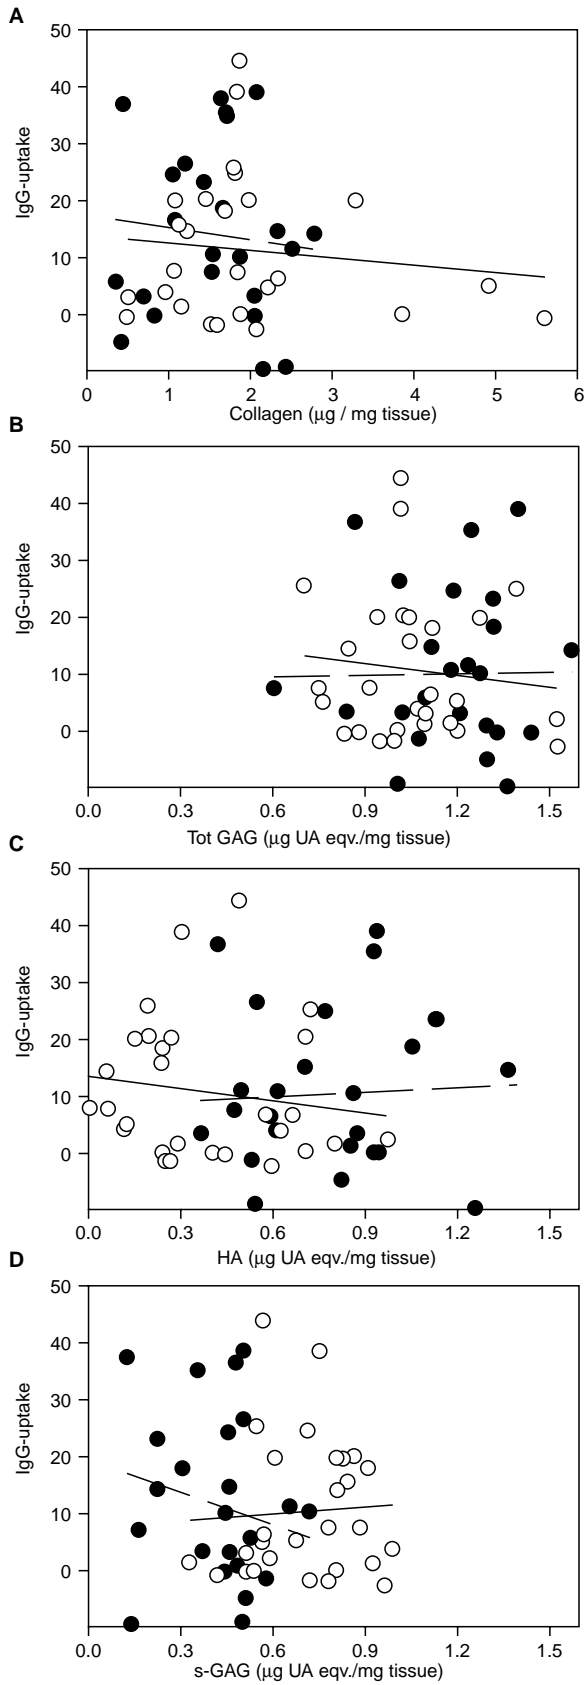 A
50
40
30
20
10
0
IgG-uptake
0 1 2 3 4 5 6
Collagen (μg / mg tissue)
B
50
40
30
20
10
0
IgG-uptake
0.0 0.3 0.6 0.9 1.2 1.5
Tot GAG (μg UA eqv./mg tissue)
C
50
40
30
20
10
0
IgG-uptake
0.0 0.3 0.6 0.9 1.2 1.5
HA (μg UA eqv./mg tissue)
D
50
40
30
20
10
0
IgG-uptake
0.0 0.3 0.6 0.9 1.2 1.5
s-GAG (μg UA eqv./mg tissue)